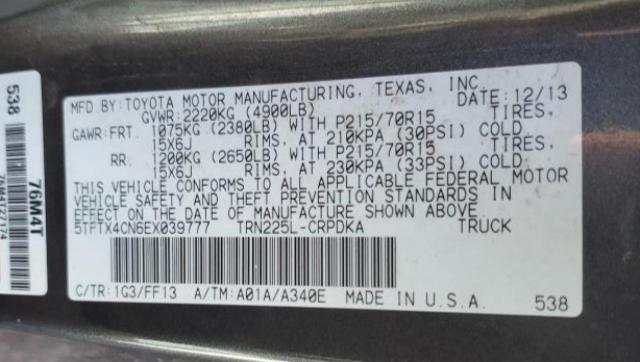 MFD.BY:TOYOTA MOTOR MANUFACTURING, TEXAS, INC.
GVWR:2220KG (4900LB) DATE:12/13
GAWR:FRT. 1075KG (2380LB) WITH P215/70R15 TIRES,
15X6J RIMS, AT 210KPA (30PSI) COLD
RR. 1200KG (2650LB) WITH P215/70R15 TIRES,
15X6J RIMS, AT 230KPA (33PSI) COLD
THIS VEHICLE CONFORMS TO ALL APPLICABLE FEDERAL MOTOR
VEHICLE SAFETY AND THEFT PREVENTION STANDARDS IN
EFFECT ON THE DATE OF MANUFACTURE SHOWN ABOVE.
5TFTX4CN6EX039777 TRN225L-CRPDKA TRUCK
C/TR:1G3/FF13 A/TM:A01A/A340E MADE IN U.S.A. 538
538
76M4T
76M4T27174